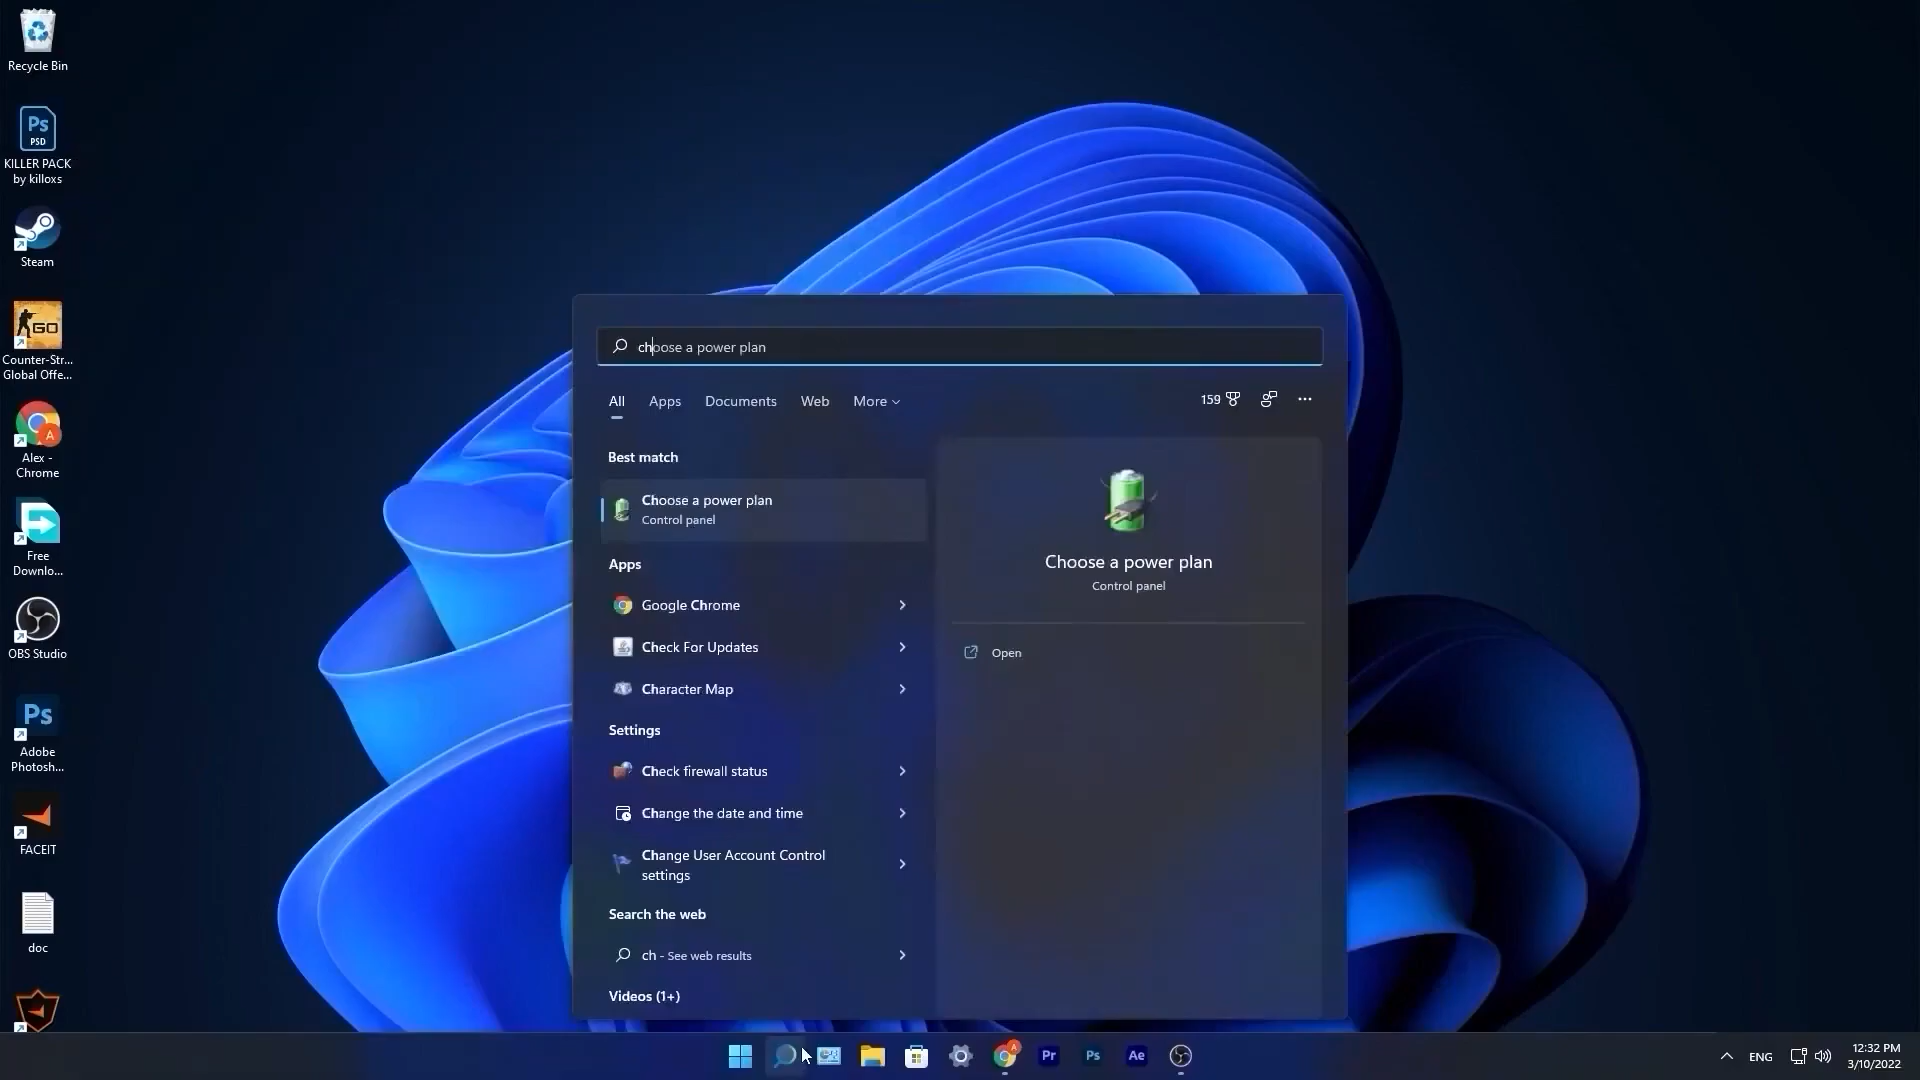 Recycle Bin
Ps
PSD
KILLER PACK
by killoxs
Steam
GO
Counter-Str...
Global Offe...
A
Alex -
Chrome
Free
Downlo...
OBS Studio
Ps
Adobe
Photosh...
FACEIT
doc
choose a power plan
All Apps Documents Web More
159
Best match
Choose a power plan
Control panel
Apps
Google Chrome
Check For Updates
Character Map
Settings
Check firewall status
Change the date and time
Change User Account Control
settings
Search the web
ch - See web results
Videos (1+)
Choose a power plan
Control panel
Open
A
Pr
Ps
Ae
ENG
12:32 PM
3/10/2022